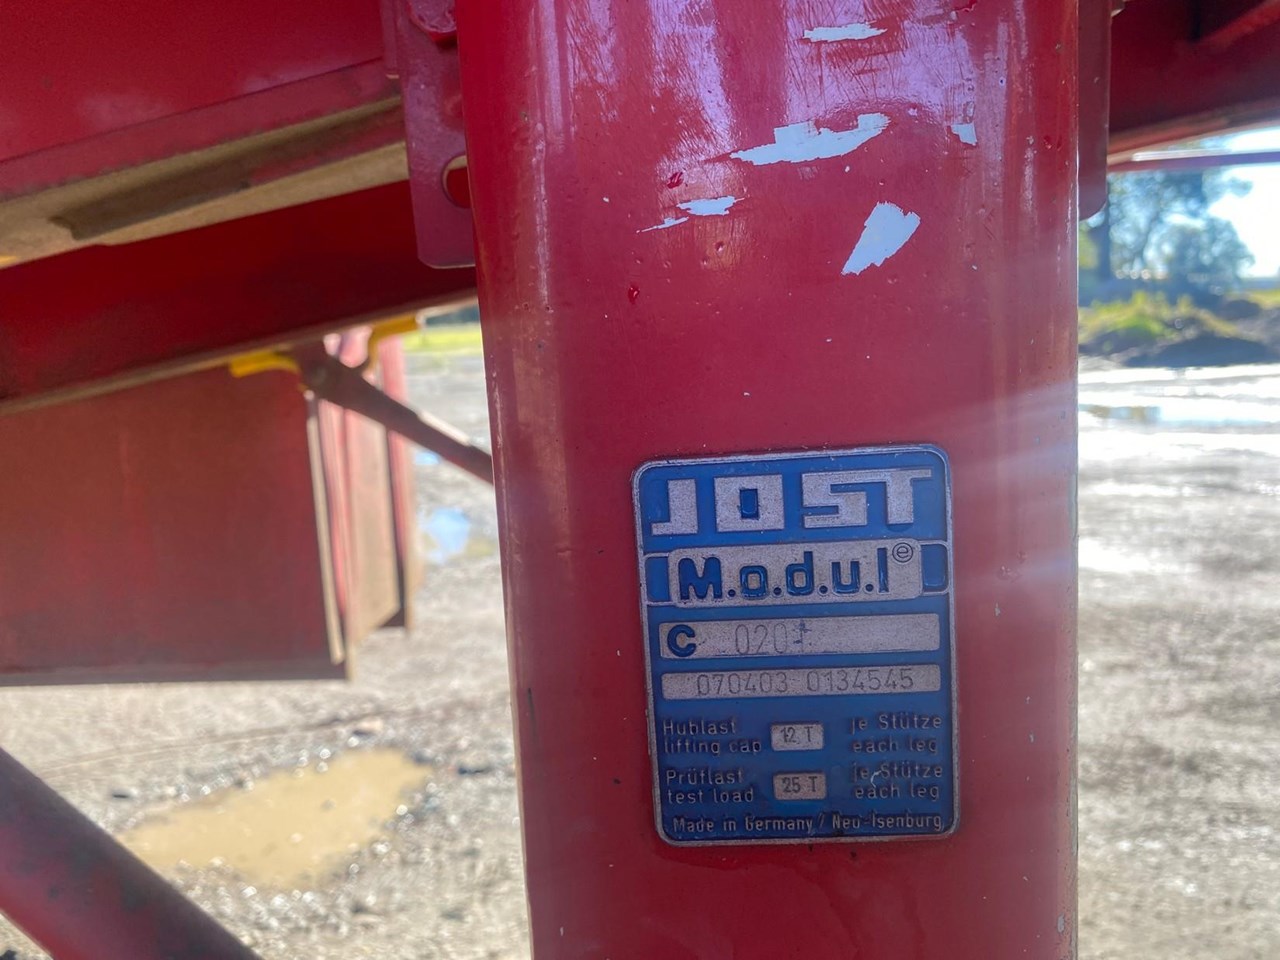 JOST
M.o.d.u.l e
C 020
070403 0134545
Hublast 12 T je Stütze
lifting cap each leg
Prüflast 25 T je Stütze
test load each leg
Made in Germany / Neu-Isenburg